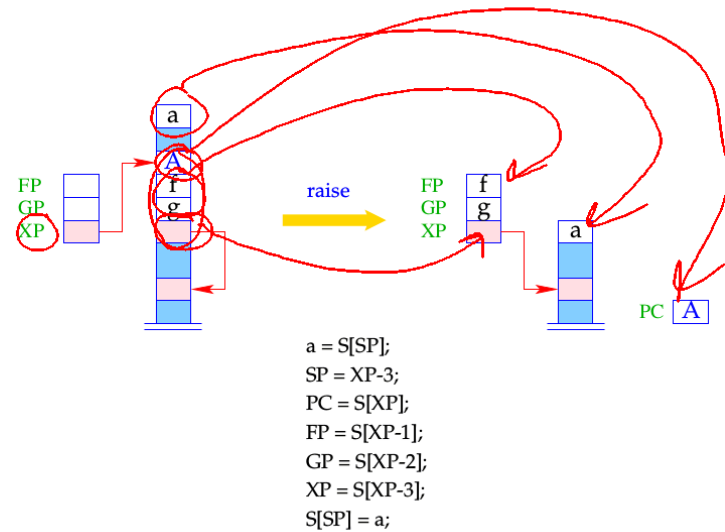 a
A
FP f
GP g
XP
raise
FP f
GP g
XP
a
PC A
a = S[SP];
SP = XP-3;
PC = S[XP];
FP = S[XP-1];
GP = S[XP-2];
XP = S[XP-3];
S[SP] = a;